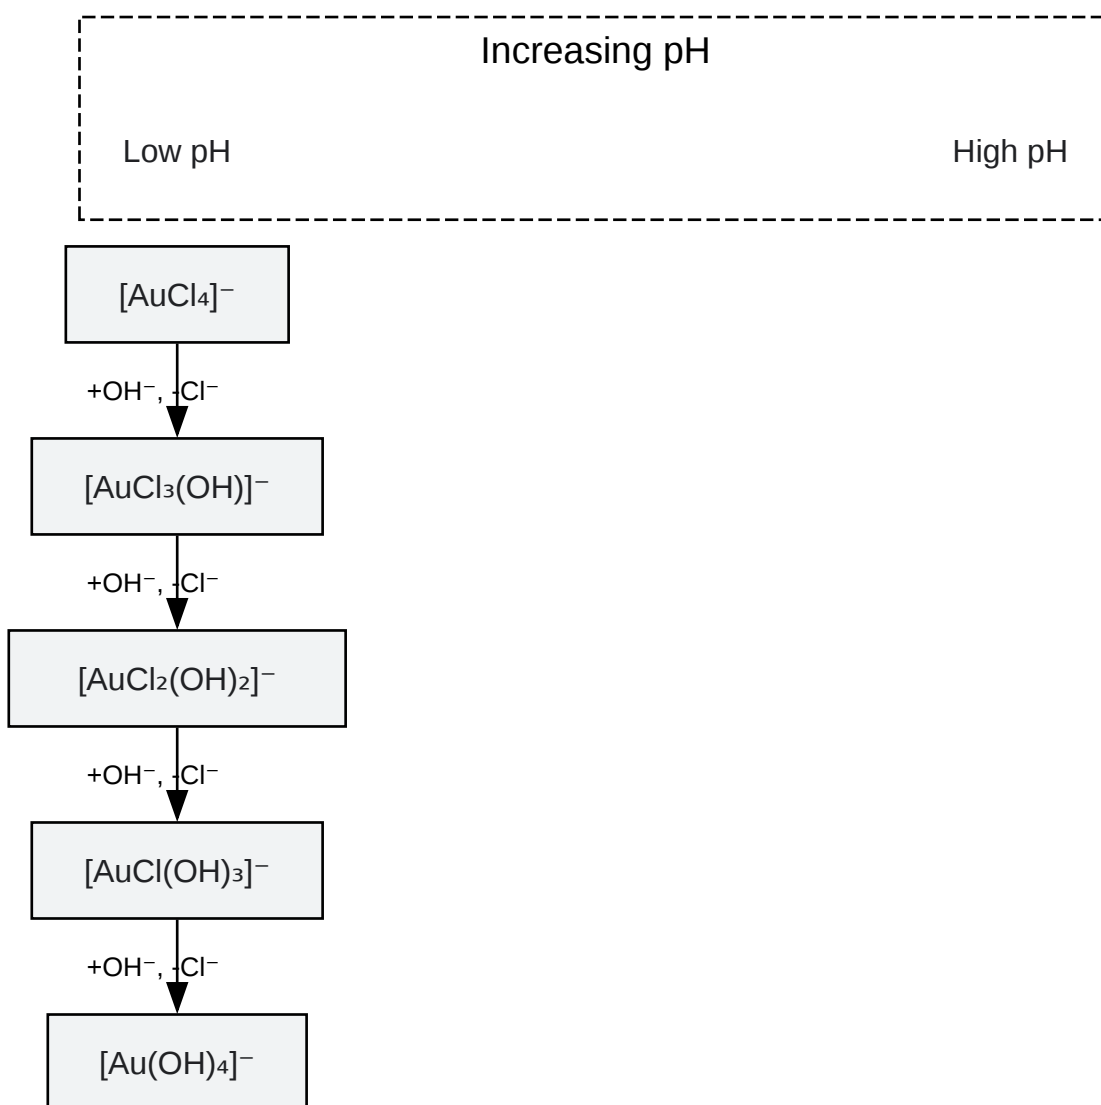 Increasing pH
Low pH
High pH
[AuCl₄]⁻
+OH⁻, -Cl⁻
[AuCl₃(OH)]⁻
+OH⁻, -Cl⁻
[AuCl₂(OH)₂]⁻
+OH⁻, -Cl⁻
[AuCl(OH)₃]⁻
+OH⁻, -Cl⁻
[Au(OH)₄]⁻